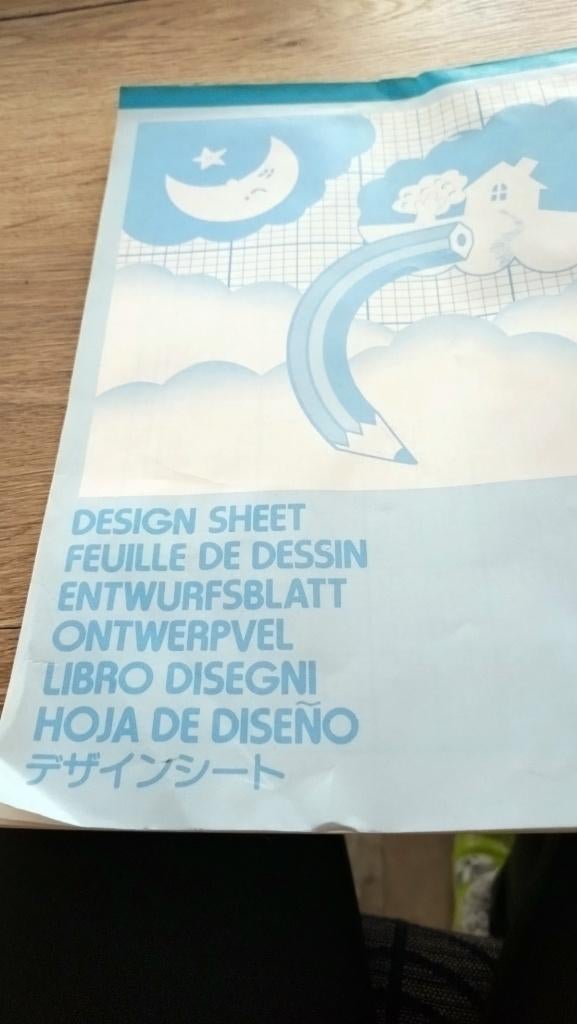 DESIGN SHEET
FEUILLE DE DESSIN
ENTWURFSBLATT
ONTWERPVEL
LIBRO DISEGNI
HOJA DE DISEÑO
デザインシート